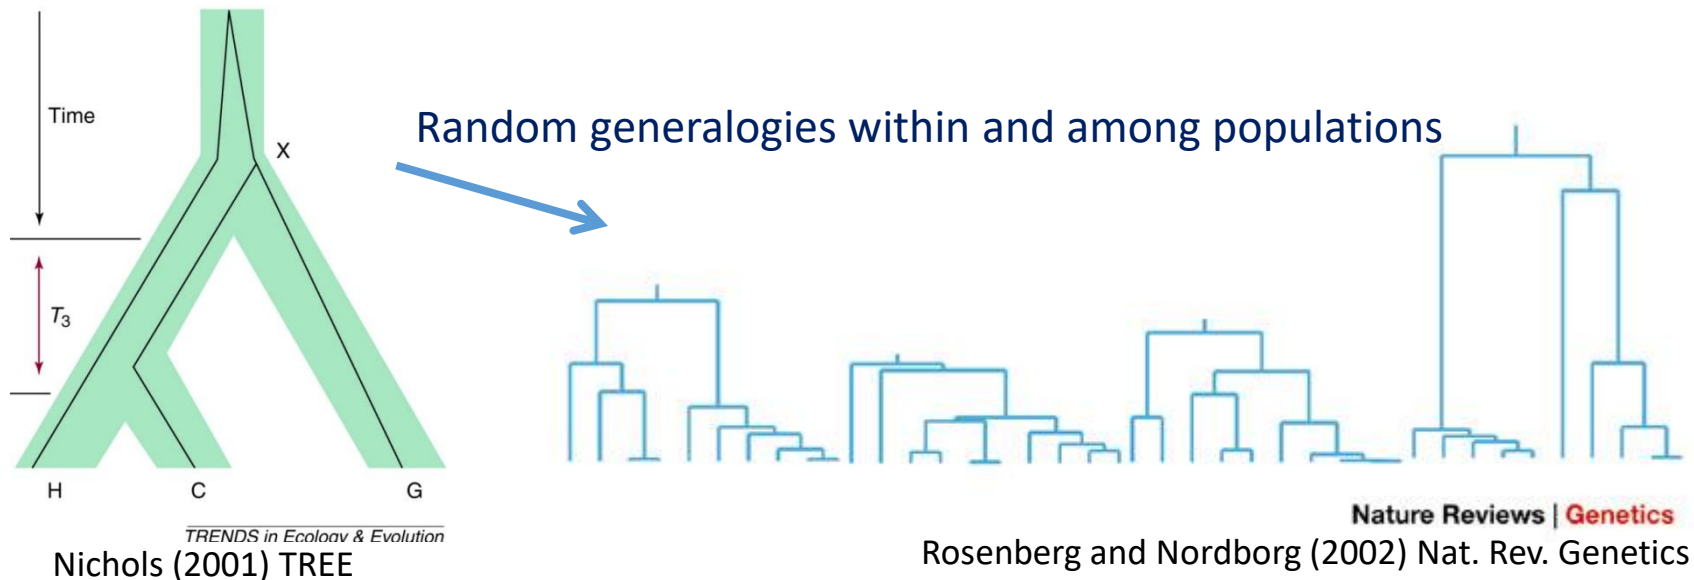 Time
X
Random generalogies within and among populations
T3
H
C
G
TRENDS in Ecology & Evolution
Nichols (2001) TREE
Nature Reviews | Genetics
Rosenberg and Nordborg (2002) Nat. Rev. Genetics